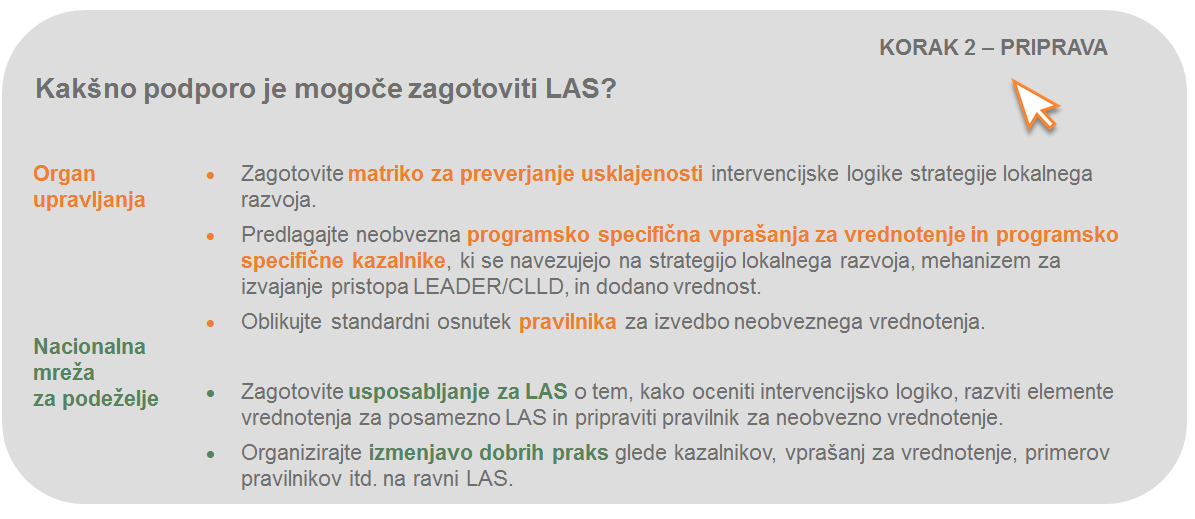 KORAK 2 – PRIPRAVA
Kakšno podporo je mogoče zagotoviti LAS?
Organ
upravljanja
• Zagotovite matriko za preverjanje usklajenosti intervencijske logike strategije lokalnega
razvoja.
• Predlagajte neobvezna programsko specifična vprašanja za vrednotenje in programsko
specifične kazalnike, ki se navezujejo na strategijo lokalnega razvoja, mehanizem za
izvajanje pristopa LEADER/CLLD, in dodano vrednost.
• Oblikujte standardni osnutek pravilnika za izvedbo neobveznega vrednotenja.
Nacionalna
mreža
za podeželje
• Zagotovite usposabljanje za LAS o tem, kako oceniti intervencijsko logiko, razviti elemente
vrednotenja za posamezno LAS in pripraviti pravilnik za neobvezno vrednotenje.
• Organizirajte izmenjavo dobrih praks glede kazalnikov, vprašanj za vrednotenje, primerov
pravilnikov itd. na ravni LAS.